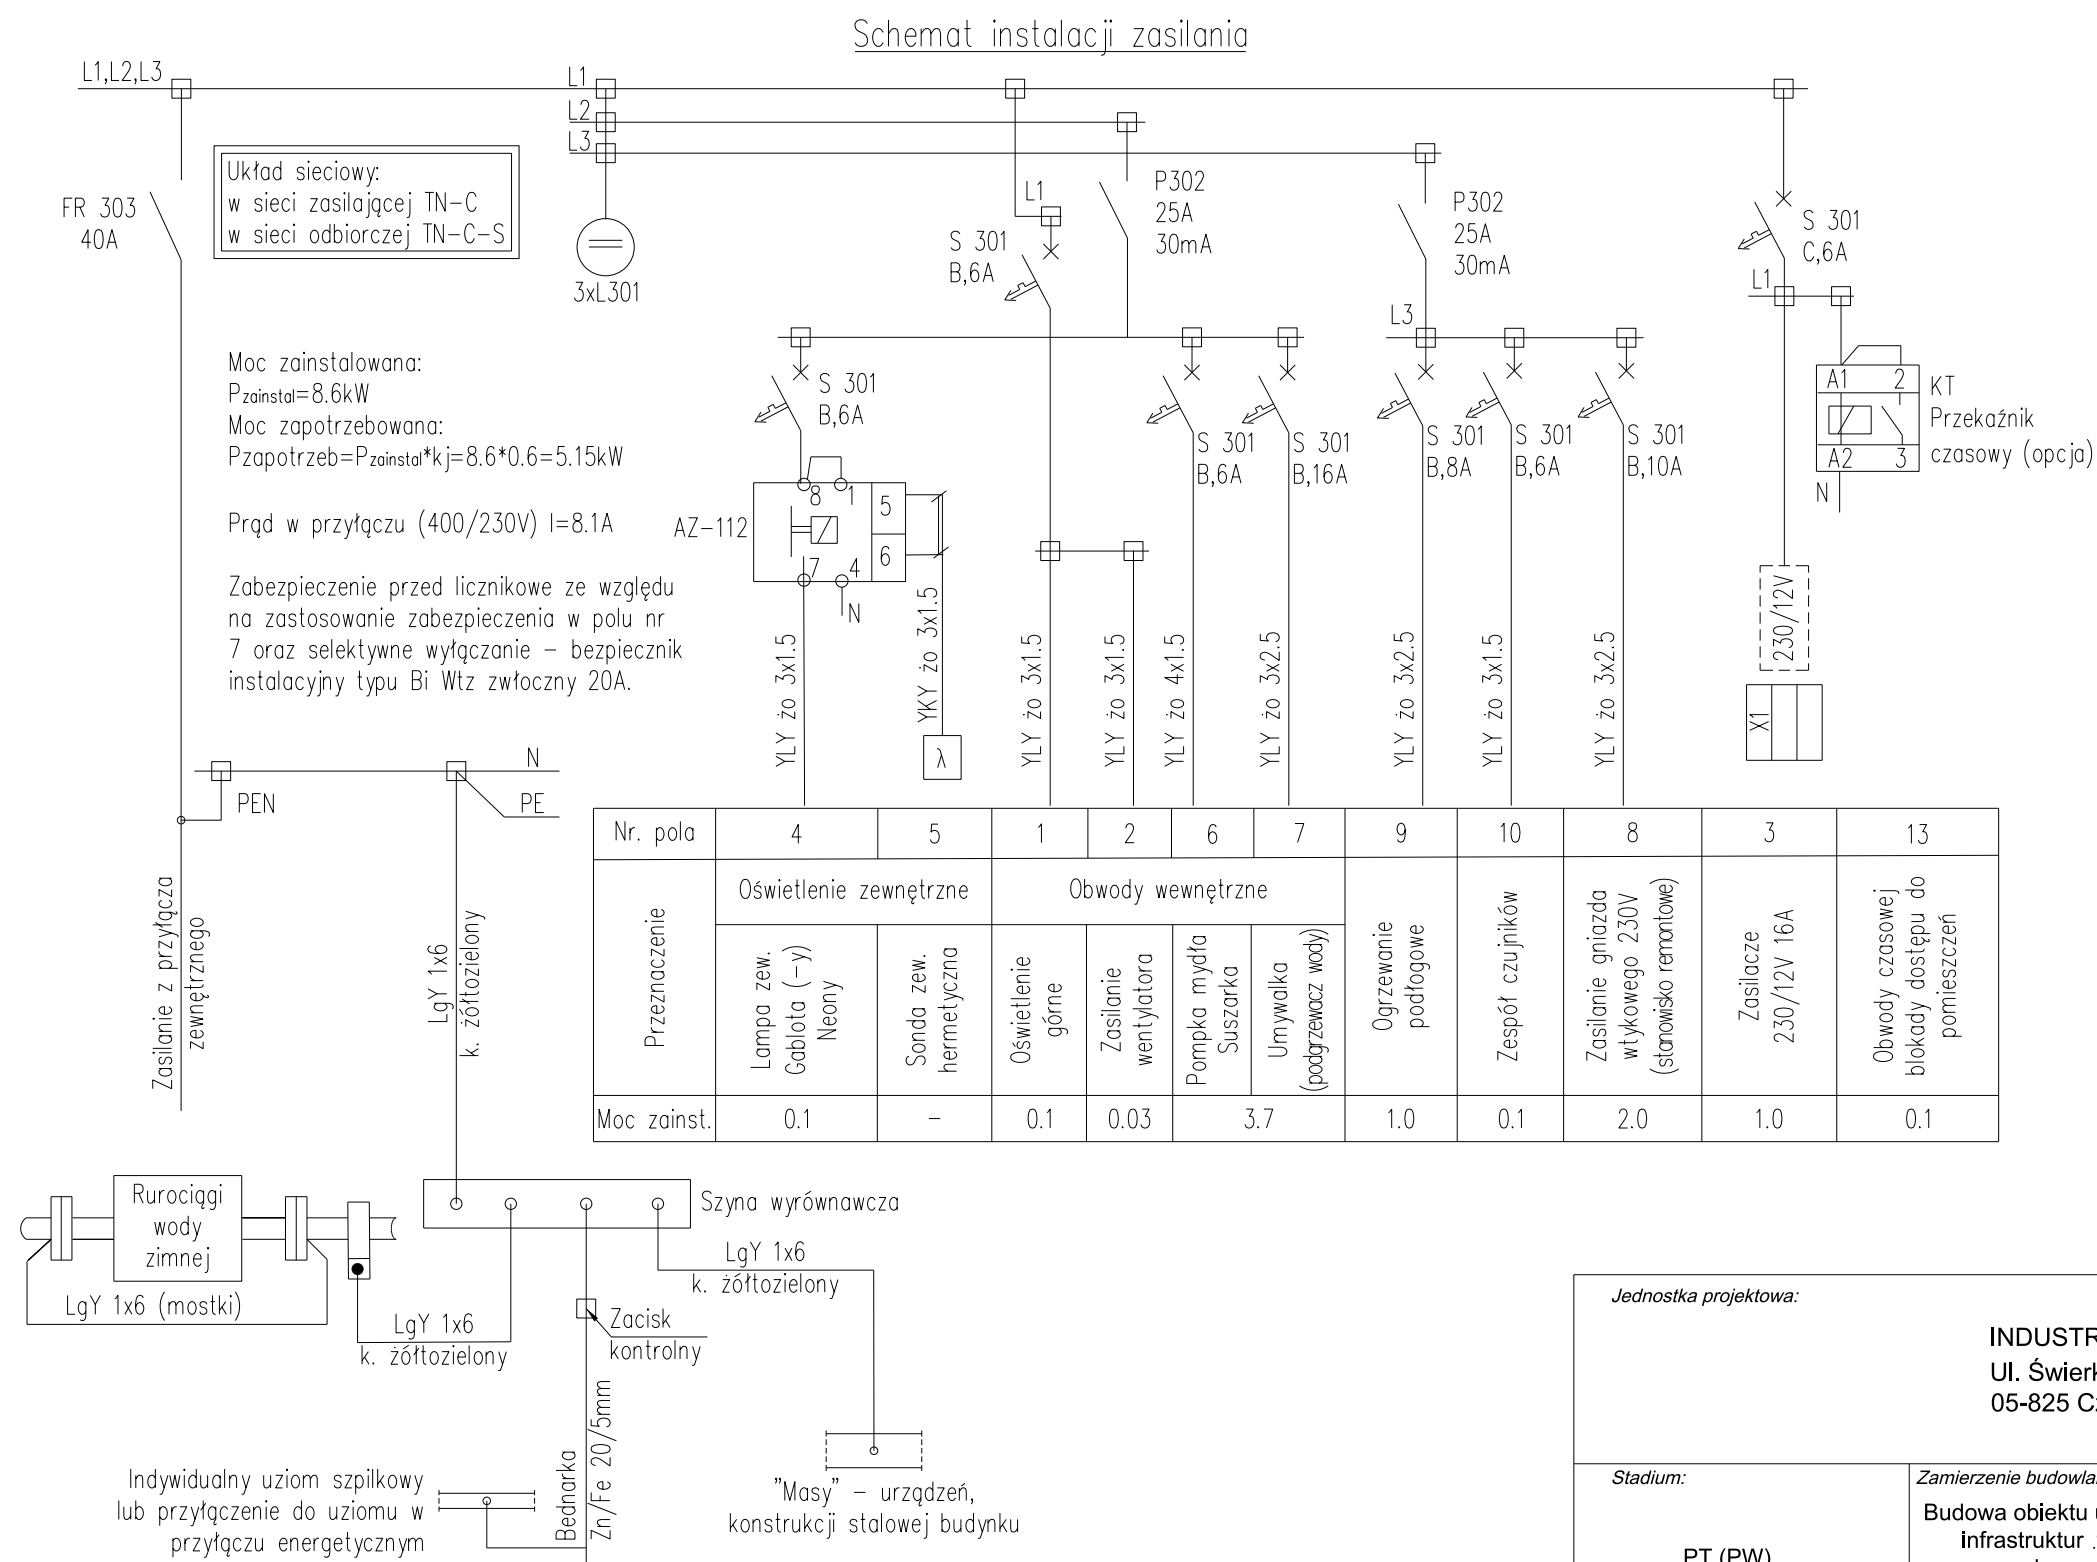 Schemat instalacji zasilania
L1,L2,L3
L1
L2
L3
FR 303
40A
Układ sieciowy:
w sieci zasilającej TN-C
w sieci odbiorczej TN-C-S
3xL301
L1
S 301
B,6A
P302
25A
30mA
P302
25A
30mA
S 301
C,6A
L1
L3
Moc zainstalowana:
Pzainstal=8.6kW
Moc zapotrzebowana:
Pzapotrzeb=Pzainstal*kj=8.6*0.6=5.15kW
Prąd w przyłączu (400/230V) I=8.1A
Zabezpieczenie przed licznikowe ze względu
na zastosowanie zabezpieczenia w polu nr
7 oraz selektywne wyłączanie – bezpiecznik
instalacyjny typu Bi Wtz zwłoczny 20A.
S 301
B,6A
S 301
B,6A
S 301
B,16A
S 301
B,8A
S 301
B,6A
S 301
B,10A
A1 2
A2 3
KT
Przekaźnik
czasowy (opcja)
N
AZ-112
8 1
5
6
7 4
N
YLY żo 3x1.5
YKY żo 3x1.5
λ
YLY żo 3x1.5
YLY żo 3x1.5
YLY żo 4x1.5
YLY żo 3x2.5
YLY żo 3x2.5
YLY żo 3x1.5
YLY żo 3x2.5
230/12V
X1
N
PEN
PE
Zasilanie z przyłącza
zewnętrznego
LgY 1x6
k. żółtozielony
Nr. pola 4 5 1 2 6 7 9 10 8 3 13
Przeznaczenie
Oświetlenie zewnętrzne
Obwody wewnętrzne
Lampa zew.
Gablota (-y)
Neony
Sonda zew.
hermetyczna
Oświetlenie
górne
Zasilanie
wentylatora
Pompka mydła
Suszarka
Umywalka
(podgrzewacz wody)
Ogrzewanie
podłogowe
Zespół czujników
Zasilanie gniazda
wtykowego 230V
(stanowisko remontowe)
Zasilacze
230/12V 16A
Obwody czasowej
blokady dostępu do
pomieszczeń
Moc zainst. 0.1 – 0.1 0.03 3.7 1.0 0.1 2.0 1.0 0.1
Rurociągi
wody
zimnej
LgY 1x6 (mostki)
Szyna wyrównawcza
LgY 1x6
k. żółtozielony
LgY 1x6
k. żółtozielony
Zacisk
kontrolny
Bednarka
Zn/Fe 20/5mm
Indywidualny uziom szpilkowy
lub przyłączenie do uziomu w
przyłączu energetycznym
"Masy" – urządzeń,
konstrukcji stalowej budynku
Jednostka projektowa:
INDUSTR
Ul. Świerk
05-825 C
Stadium:
PT (PW)
Zamierzenie budowla
Budowa obiektu
infrastruktur